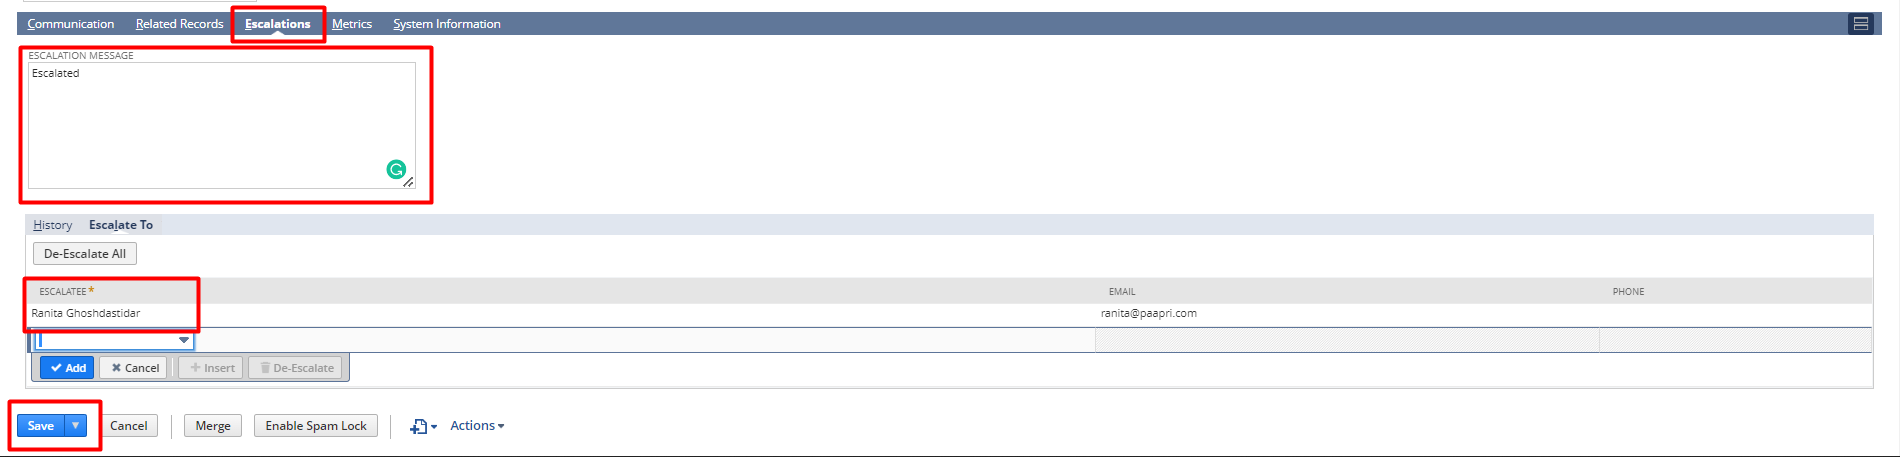 Communication Related Records Escalations Metrics System Information
ESCALATION MESSAGE
Escalated
History Escalate To
De-Escalate All
ESCALATEE * EMAIL PHONE
Ranita Ghoshdastidar ranita@paapri.com
Add Cancel Insert De-Escalate
Save Cancel Merge Enable Spam Lock Actions